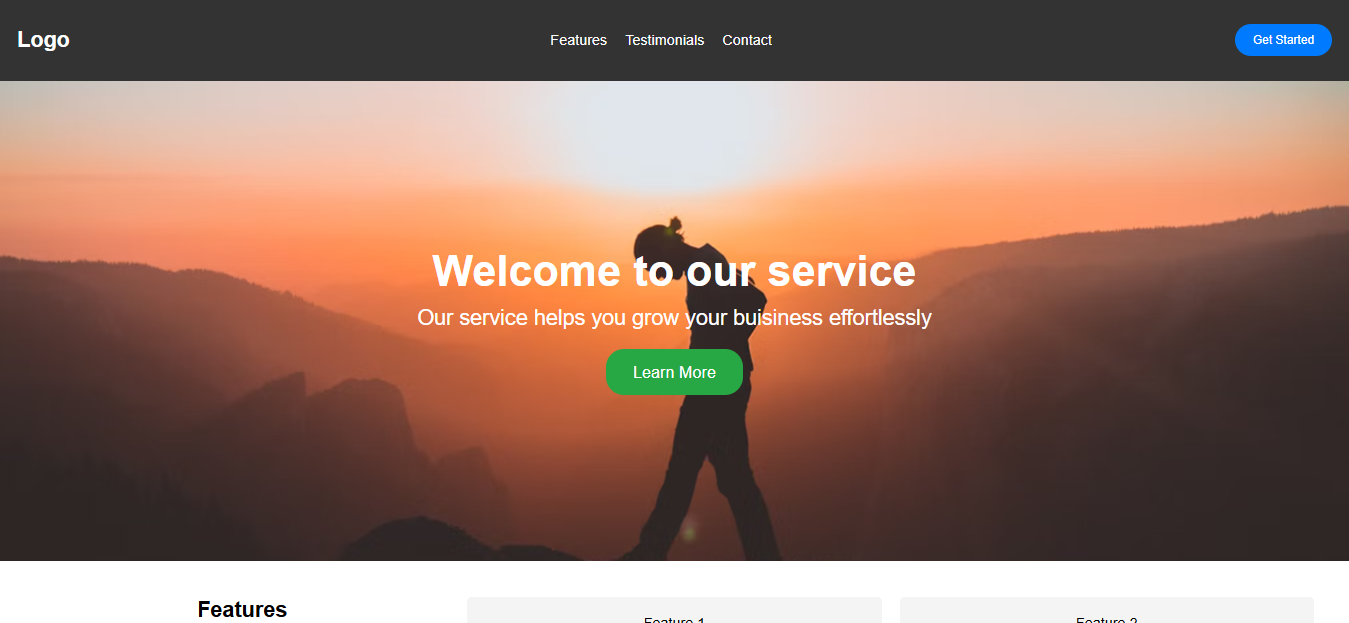 Logo
Features Testimonials Contact
Get Started
Welcome to our service
Our service helps you grow your buisiness effortlessly
Learn More
Features
Feature 1
Feature 2